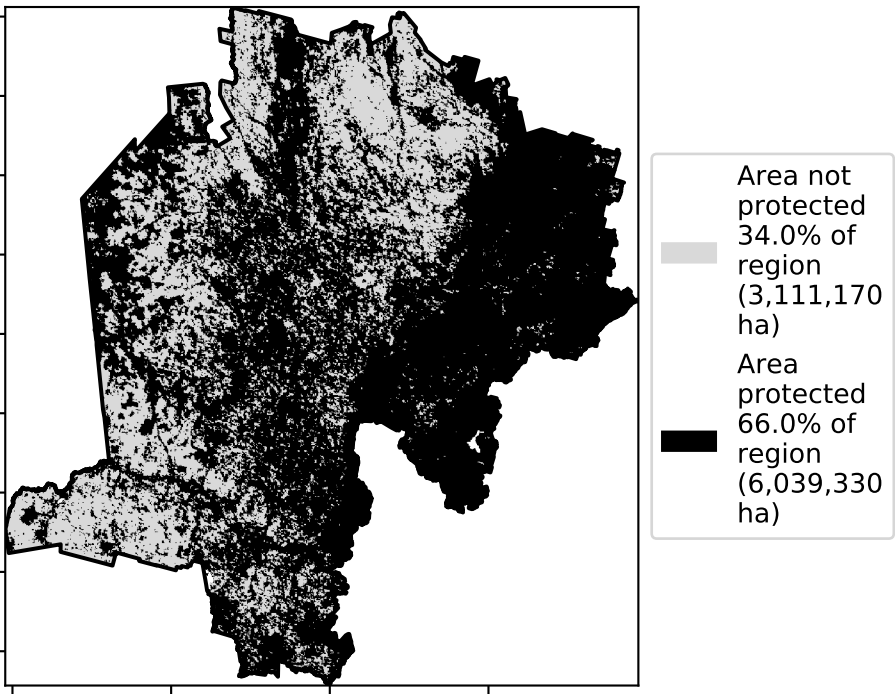 Area not
protected
34.0% of
region
(3,111,170
ha)
Area
protected
66.0% of
region
(6,039,330
ha)